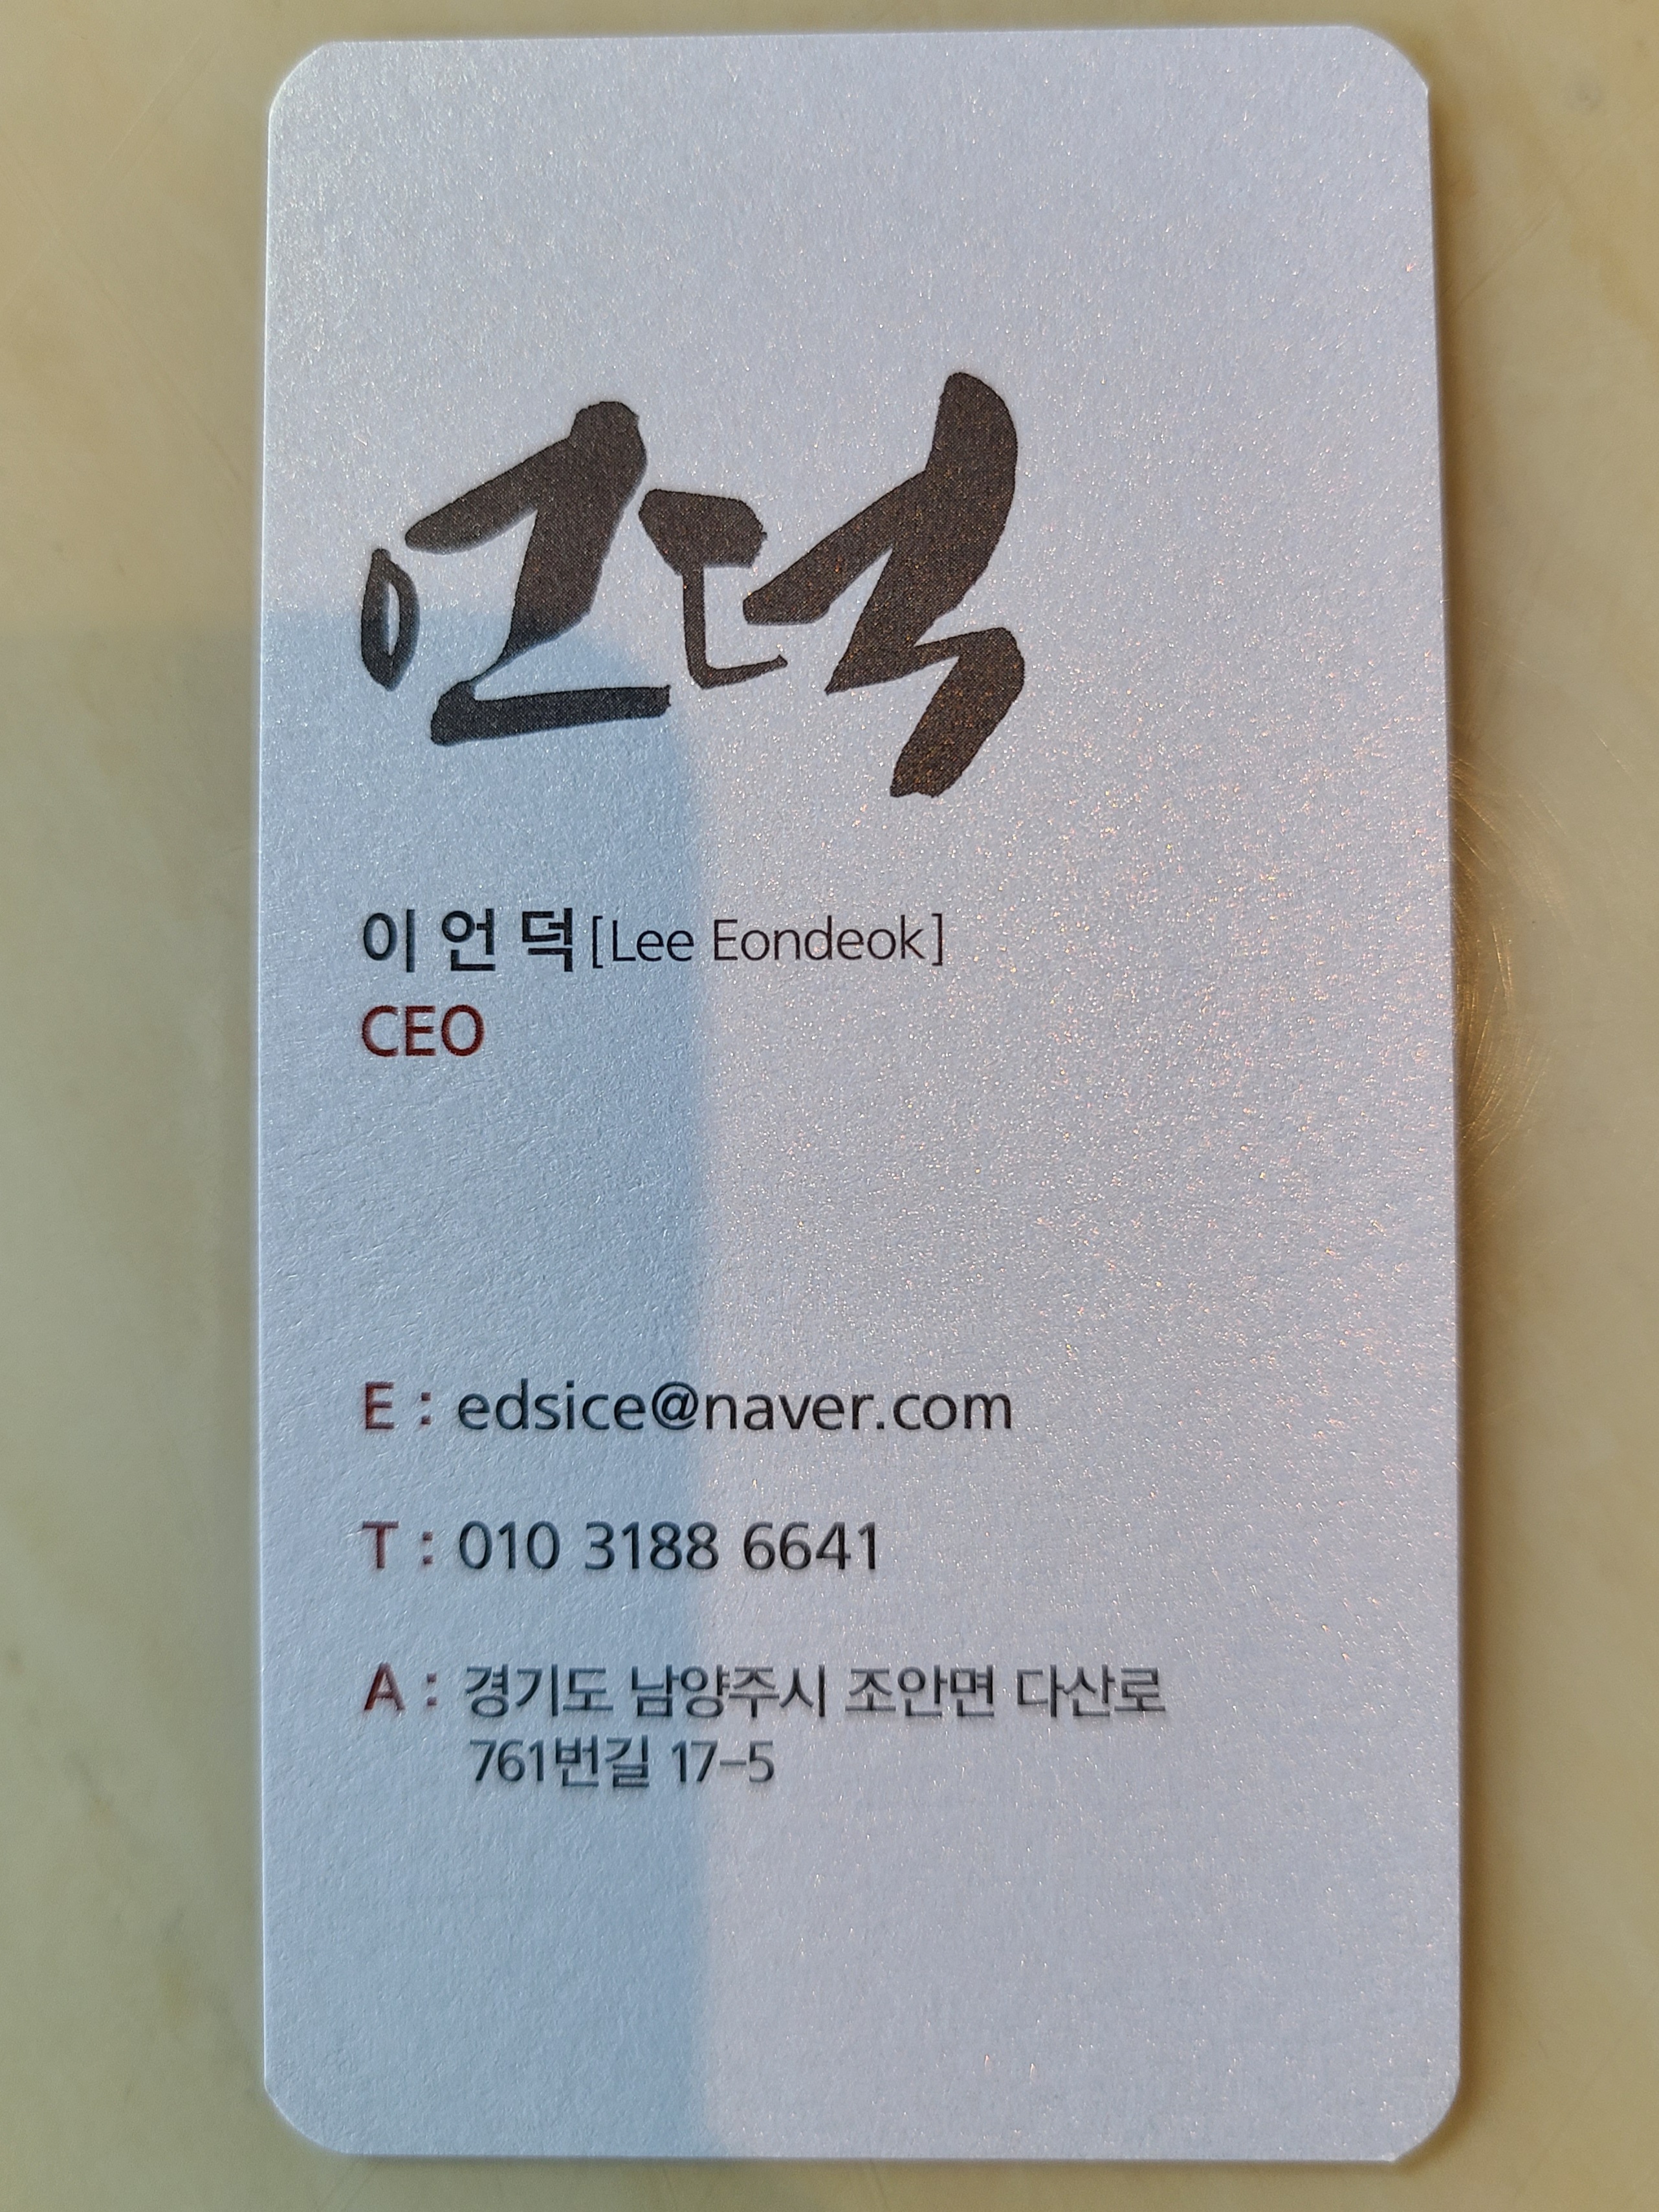 언덕
이 언 덕 [Lee Eondeok]
CEO
E : edsice@naver.com
T : 010 3188 6641
A : 경기도 남양주시 조안면 다산로
761번길 17-5